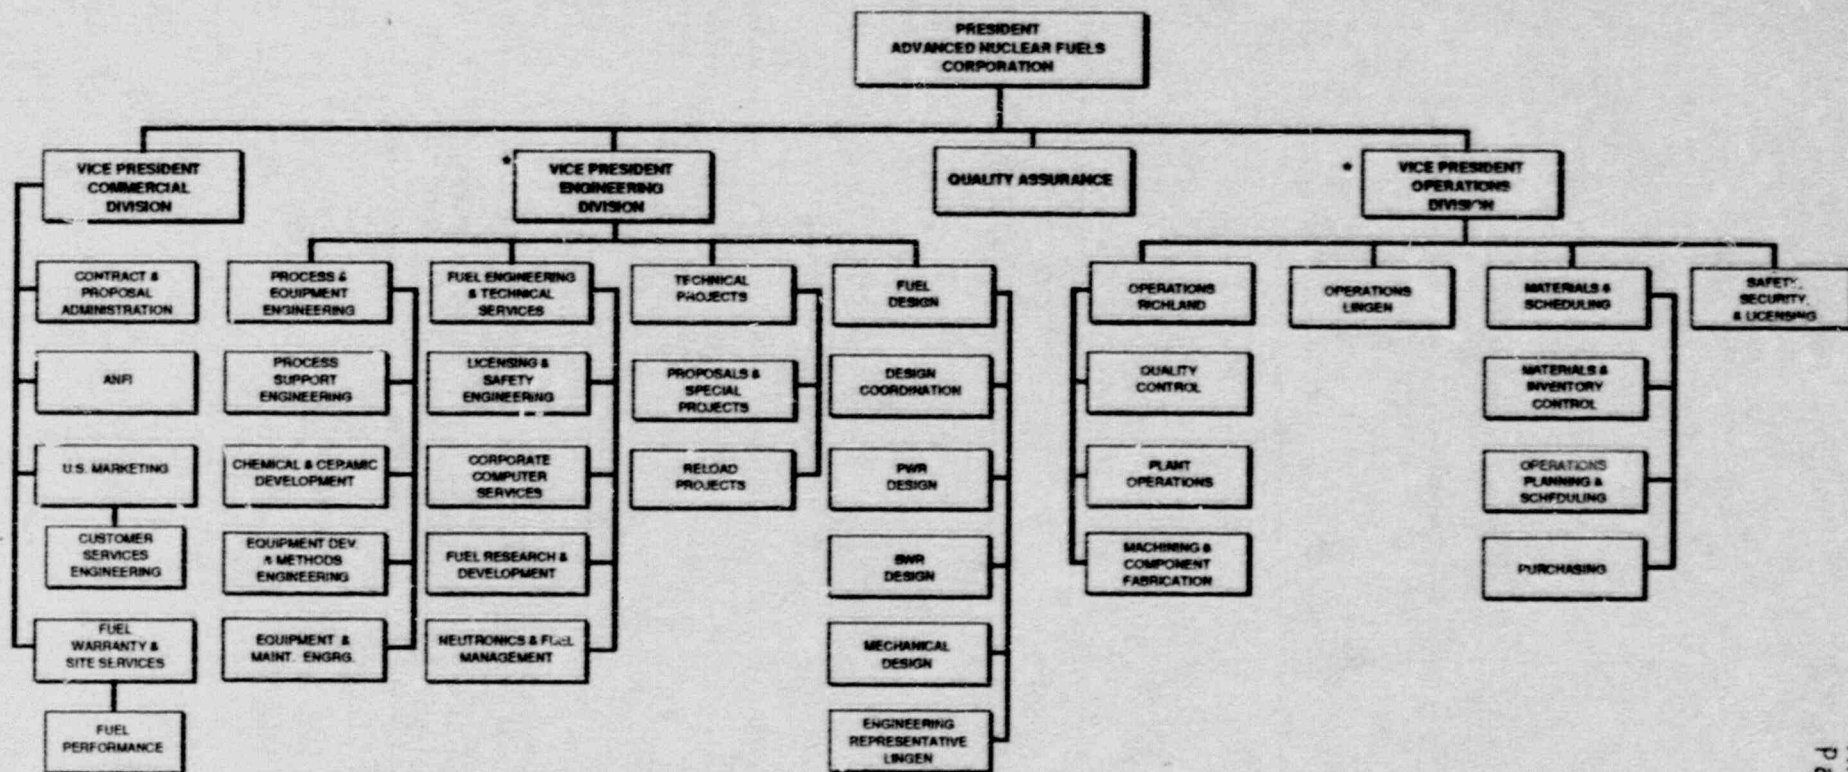 PRESIDENT
ADVANCED NUCLEAR FUELS
CORPORATION
VICE PRESIDENT
COMMERCIAL
DIVISION
*
VICE PRESIDENT
ENGINEERING
DIVISION
QUALITY ASSURANCE
*
VICE PRESIDENT
OPERATIONS
DIVISION
CONTRACT &
PROPOSAL
ADMINISTRATION
ANFI
U.S. MARKETING
CUSTOMER
SERVICES
ENGINEERING
FUEL
WARRANTY &
SITE SERVICES
FUEL
PERFORMANCE
PROCESS &
EQUIPMENT
ENGINEERING
PROCESS
SUPPORT
ENGINEERING
CHEMICAL & CERAMIC
DEVELOPMENT
EQUIPMENT DEV.
& METHODS
ENGINEERING
EQUIPMENT &
MAINT. ENGRG.
FUEL ENGINEERING
& TECHNICAL
SERVICES
LICENSING &
SAFETY
ENGINEERING
CORPORATE
COMPUTER
SERVICES
FUEL RESEARCH &
DEVELOPMENT
NEUTRONICS & FUEL
MANAGEMENT
TECHNICAL
PROJECTS
PROPOSALS &
SPECIAL
PROJECTS
RELOAD
PROJECTS
FUEL
DESIGN
DESIGN
COORDINATION
PWR
DESIGN
BWR
DESIGN
MECHANICAL
DESIGN
ENGINEERING
REPRESENTATIVE
LINGEN
OPERATIONS
RICHLAND
QUALITY
CONTROL
PLANT
OPERATIONS
MACHINING &
COMPONENT
FABRICATION
OPERATIONS
LINGEN
MATERIALS &
SCHEDULING
MATERIALS &
INVENTORY
CONTROL
OPERATIONS
PLANNING &
SCHEDULING
PURCHASING
SAFETY,
SECURITY,
& LICENSING